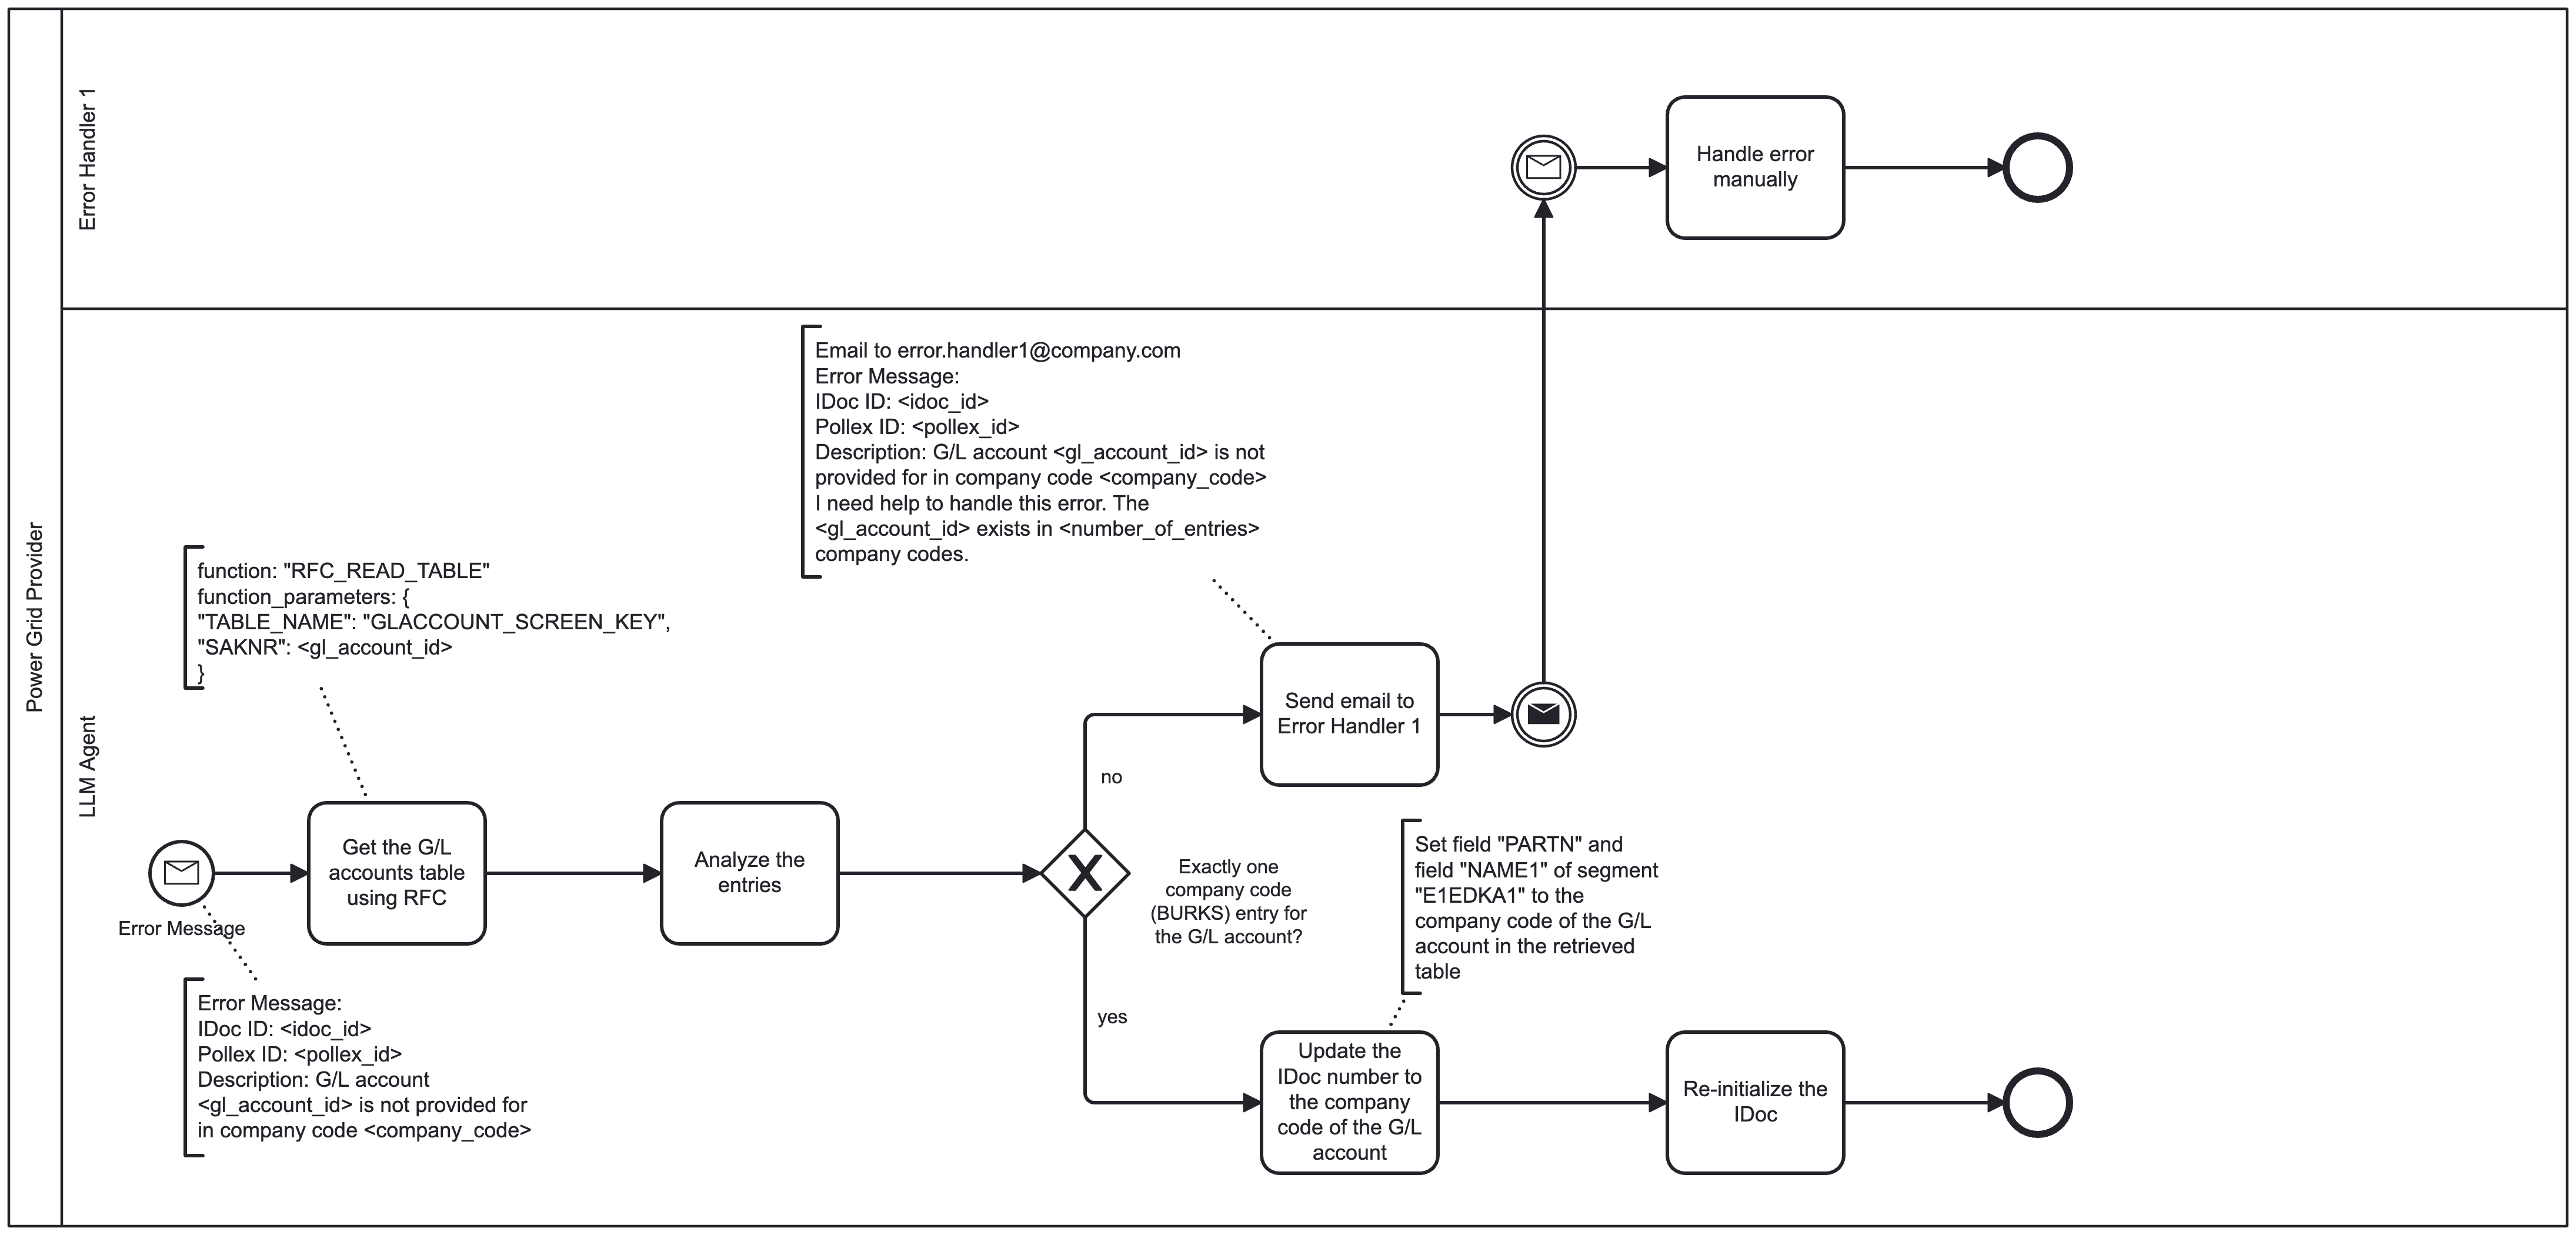 Power Grid Provider
Error Handler 1
Handle error
manually
LLM Agent
Email to error.handler1@company.com
Error Message:
IDoc ID: <idoc_id>
Pollex ID: <pollex_id>
Description: G/L account <gl_account_id> is not
provided for in company code <company_code>
I need help to handle this error. The
<gl_account_id> exists in <number_of_entries>
company codes.
function: "RFC_READ_TABLE"
function_parameters: {
"TABLE_NAME": "GLACCOUNT_SCREEN_KEY",
"SAKNR": <gl_account_id>
}
Send email to
Error Handler 1
no
Error Message
Get the G/L
accounts table
using RFC
Analyze the
entries
Exactly one
company code
(BURKS) entry for
the G/L account?
Set field "PARTN" and
field "NAME1" of segment
"E1EDKA1" to the
company code of the G/L
account in the retrieved
table
Error Message:
IDoc ID: <idoc_id>
Pollex ID: <pollex_id>
Description: G/L account
<gl_account_id> is not provided for
in company code <company_code>
yes
Update the
IDoc number to
the company
code of the G/L
account
Re-initialize the
IDoc